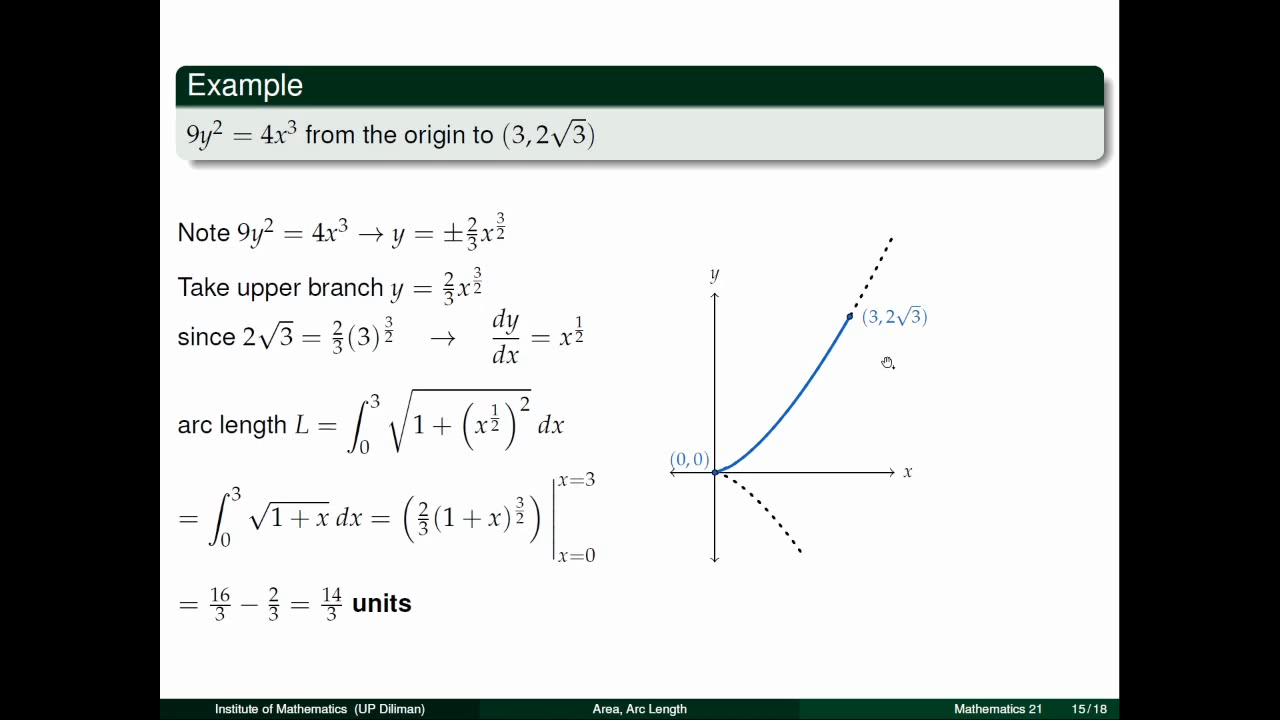 Example
9y² = 4x³ from the origin to (3, 2√3)
Note 9y² = 4x³ → y = ±⅔x^{3/2}
Take upper branch y = ⅔x^{3/2}
since 2√3 = ⅔(3)^{3/2} → dy/dx = x^{1/2}
arc length L = ∫₀³ √(1 + (x^{1/2})²) dx
= ∫₀³ √(1 + x) dx = (⅔(1 + x)^{3/2}) |_{x=0}^{x=3}
= 16/3 − 2/3 = 14/3 units
y
(3, 2√3)
(0, 0)
x
Institute of Mathematics (UP Diliman) Area, Arc Length Mathematics 21 15 / 18